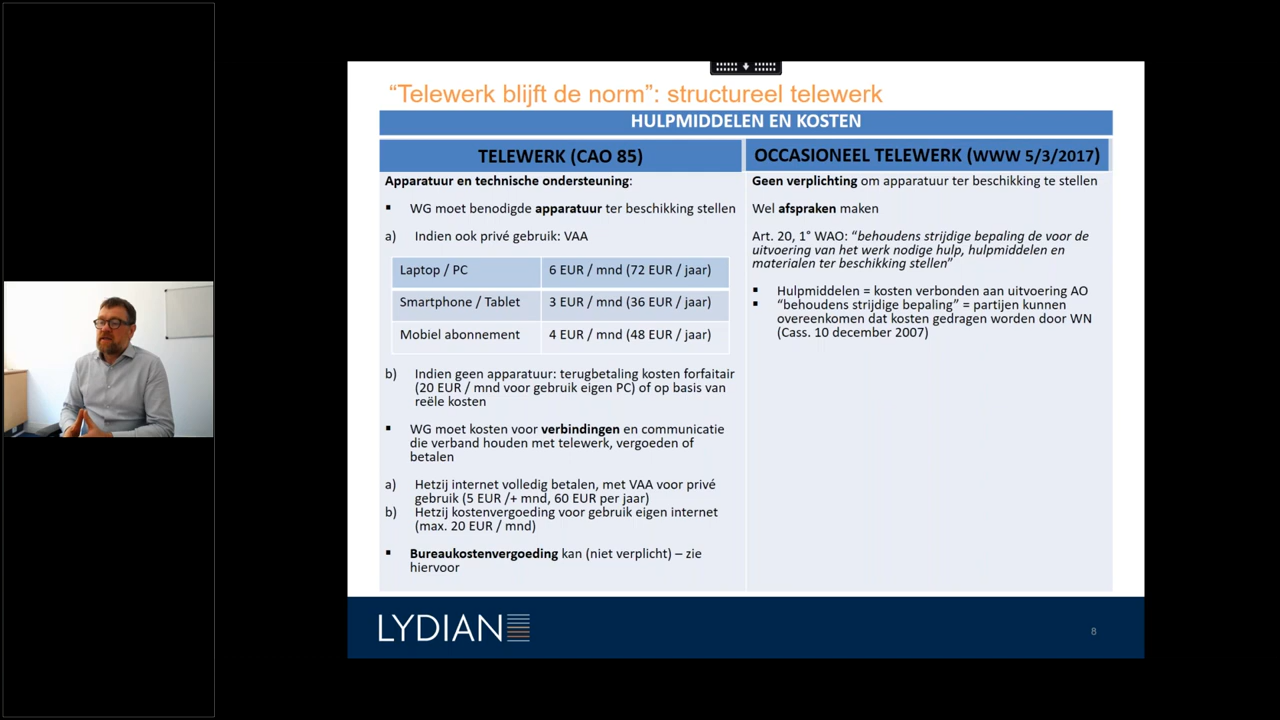 “Telewerk blijft de norm”: structureel telewerk
HULPMIDDELEN EN KOSTEN
TELEWERK (CAO 85)
Apparatuur en technische ondersteuning:
▪ WG moet benodigde apparatuur ter beschikking stellen
a) Indien ook privé gebruik: VAA
Laptop / PC 6 EUR / mnd (72 EUR / jaar)
Smartphone / Tablet 3 EUR / mnd (36 EUR / jaar)
Mobiel abonnement 4 EUR / mnd (48 EUR / jaar)
b) Indien geen apparatuur: terugbetaling kosten forfaitair
(20 EUR / mnd voor gebruik eigen PC) of op basis van
reële kosten
▪ WG moet kosten voor verbindingen en communicatie
die verband houden met telewerk, vergoeden of
betalen
a) Hetzij internet volledig betalen, met VAA voor privé
gebruik (5 EUR /+ mnd, 60 EUR per jaar)
b) Hetzij kostenvergoeding voor gebruik eigen internet
(max. 20 EUR / mnd)
▪ Bureaukostenvergoeding kan (niet verplicht) – zie
hiervoor
OCCASIONEEL TELEWERK (WWW 5/3/2017)
Geen verplichting om apparatuur ter beschikking te stellen
Wel afspraken maken
Art. 20, 1° WAO: “behoudens strijdige bepaling de voor de
uitvoering van het werk nodige hulp, hulpmiddelen en
materialen ter beschikking stellen”
▪ Hulpmiddelen = kosten verbonden aan uitvoering AO
▪ “behoudens strijdige bepaling” = partijen kunnen
overeenkomen dat kosten gedragen worden door WN
(Cass. 10 december 2007)
LYDIAN
8